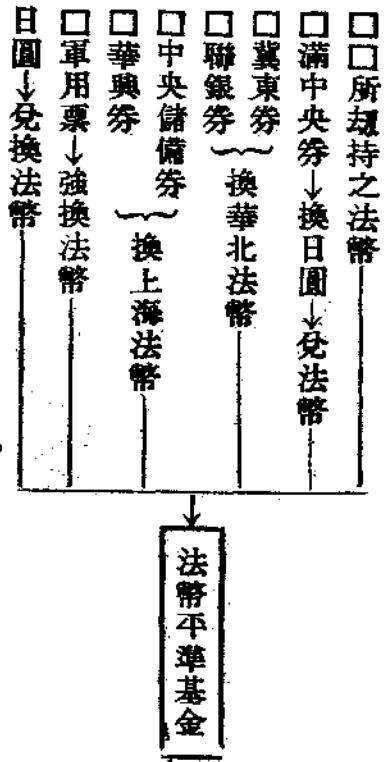 □□所劫持之法幣
□滿中央券→換日圓→兌法幣
□冀東券
□聯銀券
換華北法幣
□中央儲備券
□華興券
換上海法幣
□軍用票→強換法幣
日圓→兌換法幣
法幣平準基金